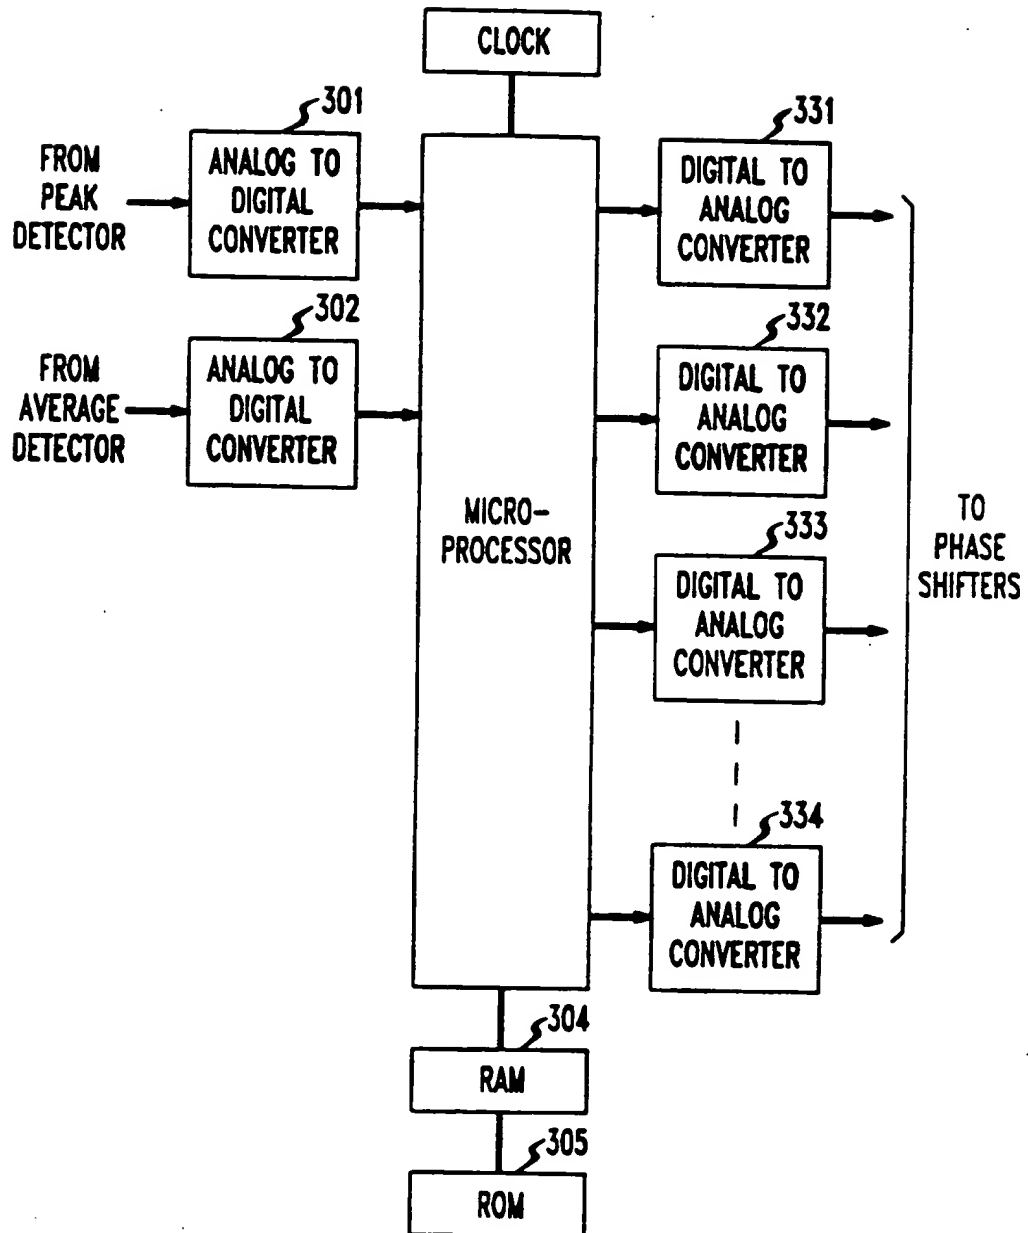 CLOCK
301
331
FROM
PEAK
DETECTOR
ANALOG TO
DIGITAL
CONVERTER
DIGITAL TO
ANALOG
CONVERTER
302
332
FROM
AVERAGE
DETECTOR
ANALOG TO
DIGITAL
CONVERTER
DIGITAL TO
ANALOG
CONVERTER
MICRO-
PROCESSOR
333
DIGITAL TO
ANALOG
CONVERTER
TO
PHASE
SHIFTERS
334
DIGITAL TO
ANALOG
CONVERTER
304
RAM
305
ROM